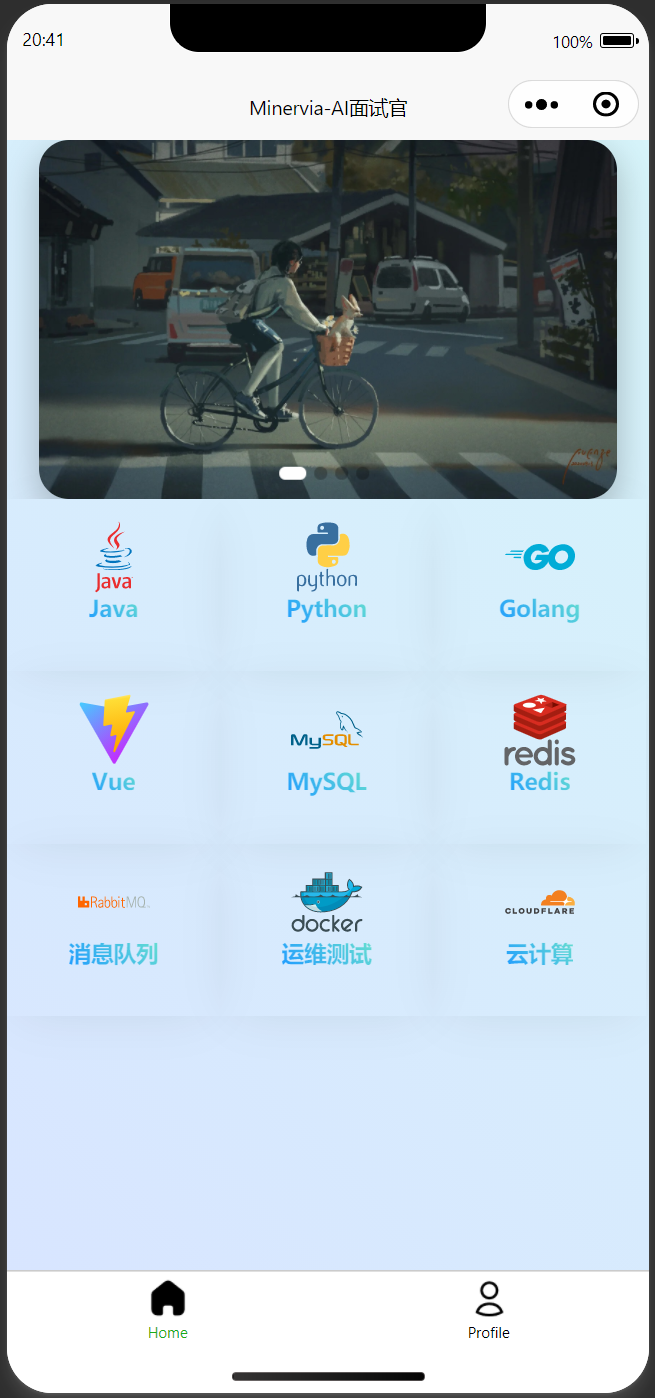 20:41
100%
Minervia-AI面试官
Java
Java
python
Python
GO
Golang
Vue
MySQL
MySQL
redis
Redis
RabbitMQ
消息队列
docker
运维测试
CLOUDFLARE
云计算
Home
Profile